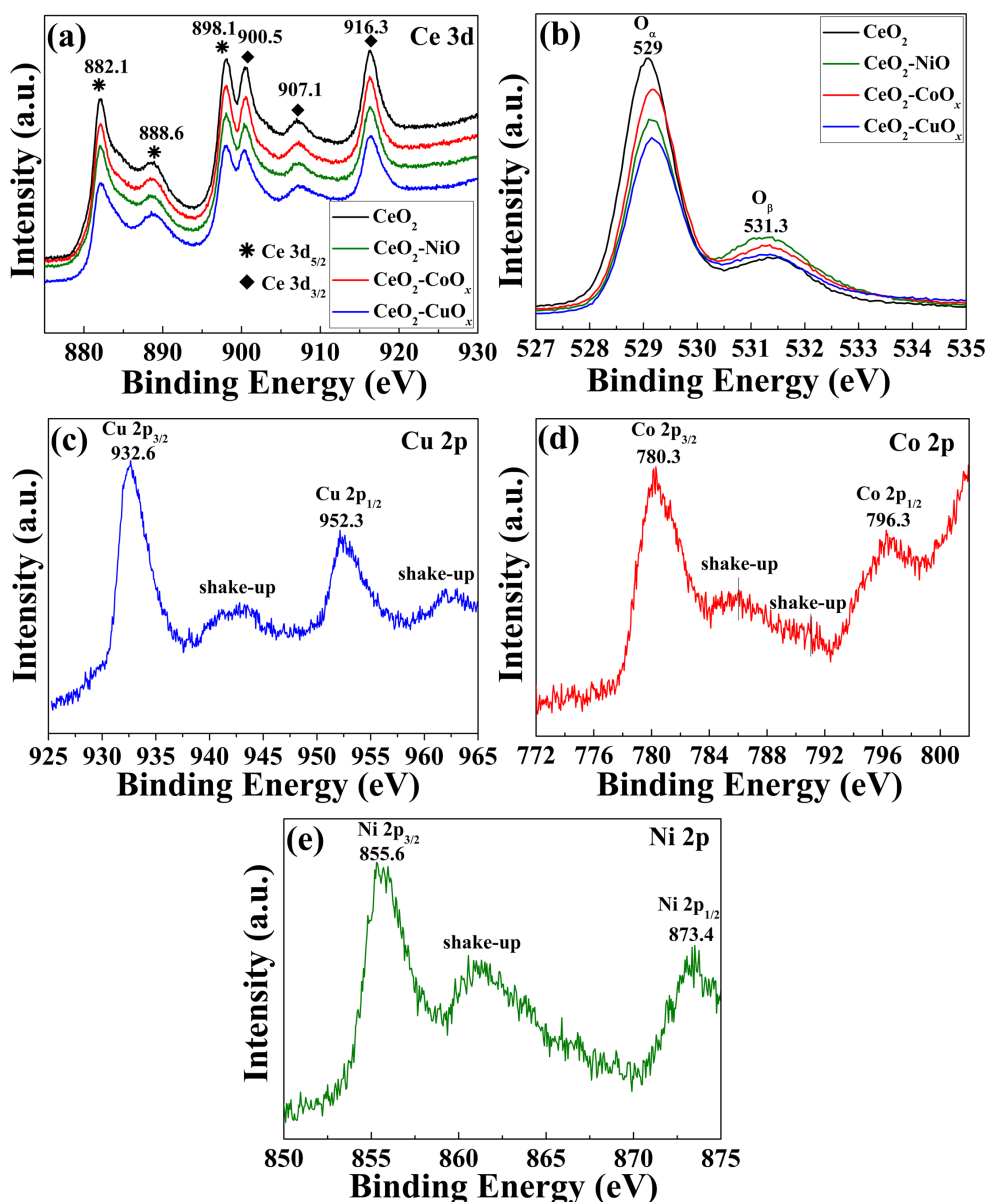 (a)
Ce 3d
882.1
888.6
898.1
900.5
907.1
916.3
CeO₂
CeO₂-NiO
CeO₂-CoOₓ
CeO₂-CuOₓ
✱ Ce 3d₅/₂
◆ Ce 3d₃/₂
Intensity (a.u.)
880 890 900 910 920 930
Binding Energy (eV)
(b)
Oα
529
Oβ
531.3
CeO₂
CeO₂-NiO
CeO₂-CoOₓ
CeO₂-CuOₓ
Intensity (a.u.)
527 528 529 530 531 532 533 534 535
Binding Energy (eV)
(c)
Cu 2p₃/₂
932.6
Cu 2p
Cu 2p₁/₂
952.3
shake-up
shake-up
Intensity (a.u.)
925 930 935 940 945 950 955 960 965
Binding Energy (eV)
(d)
Co 2p₃/₂
780.3
Co 2p
Co 2p₁/₂
796.3
shake-up
shake-up
Intensity (a.u.)
772 776 780 784 788 792 796 800
Binding Energy (eV)
(e)
Ni 2p₃/₂
855.6
Ni 2p
Ni 2p₁/₂
873.4
shake-up
Intensity (a.u.)
850 855 860 865 870 875
Binding Energy (eV)